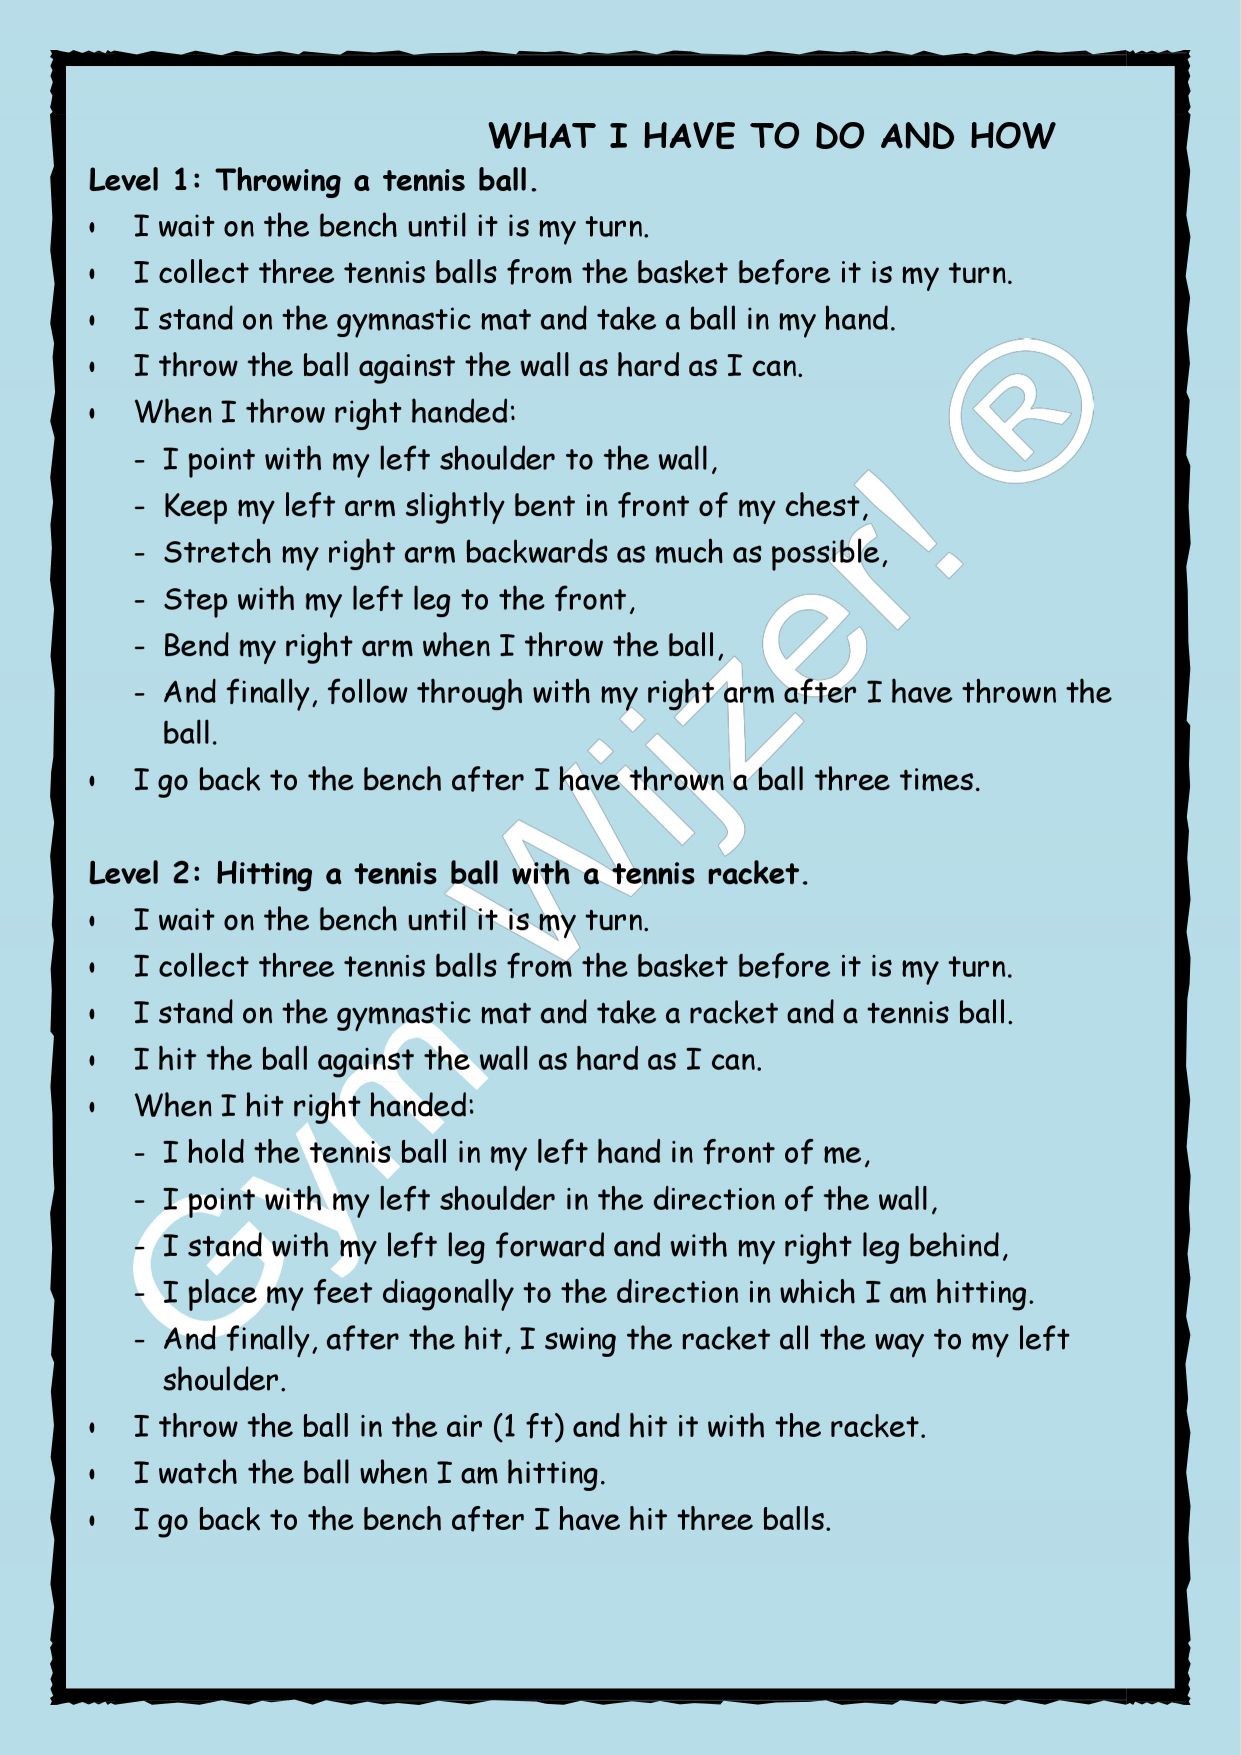 WHAT I HAVE TO DO AND HOW
Level 1: Throwing a tennis ball.
• I wait on the bench until it is my turn.
• I collect three tennis balls from the basket before it is my turn.
• I stand on the gymnastic mat and take a ball in my hand.
• I throw the ball against the wall as hard as I can.
• When I throw right handed:
- I point with my left shoulder to the wall,
- Keep my left arm slightly bent in front of my chest,
- Stretch my right arm backwards as much as possible,
- Step with my left leg to the front,
- Bend my right arm when I throw the ball,
- And finally, follow through with my right arm after I have thrown the
ball.
• I go back to the bench after I have thrown a ball three times.
Level 2: Hitting a tennis ball with a tennis racket.
• I wait on the bench until it is my turn.
• I collect three tennis balls from the basket before it is my turn.
• I stand on the gymnastic mat and take a racket and a tennis ball.
• I hit the ball against the wall as hard as I can.
• When I hit right handed:
- I hold the tennis ball in my left hand in front of me,
- I point with my left shoulder in the direction of the wall,
- I stand with my left leg forward and with my right leg behind,
- I place my feet diagonally to the direction in which I am hitting.
- And finally, after the hit, I swing the racket all the way to my left
shoulder.
• I throw the ball in the air (1 ft) and hit it with the racket.
• I watch the ball when I am hitting.
• I go back to the bench after I have hit three balls.
Gym Wijzer! ®